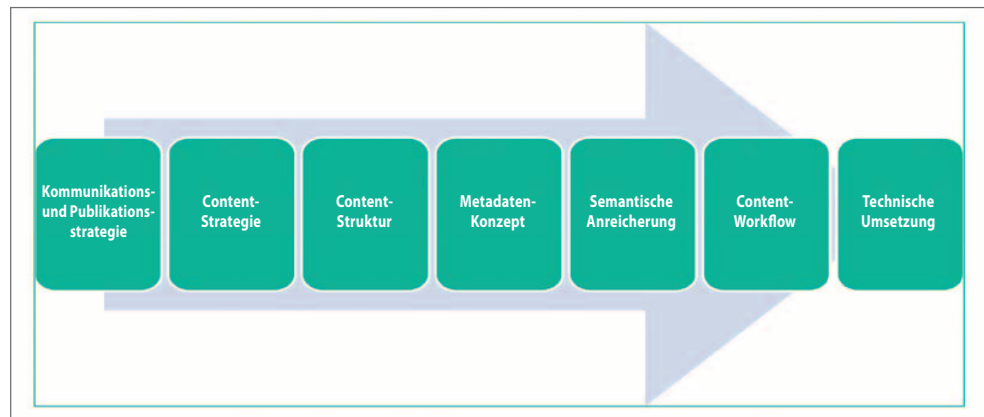 Kommunikations-
und Publikations-
strategie
Content-
Strategie
Content-
Struktur
Metadaten-
Konzept
Semantische
Anreicherung
Content-
Workflow
Technische
Umsetzung